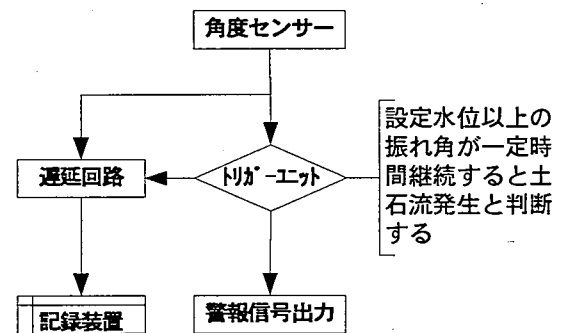 角度センサー
設定水位以上の
振れ角が一定時
間継続すると土
石流発生と判断
する
遅延回路
ﾄﾘｶﾞｰﾕﾆｯﾄ
記録装置
警報信号出力